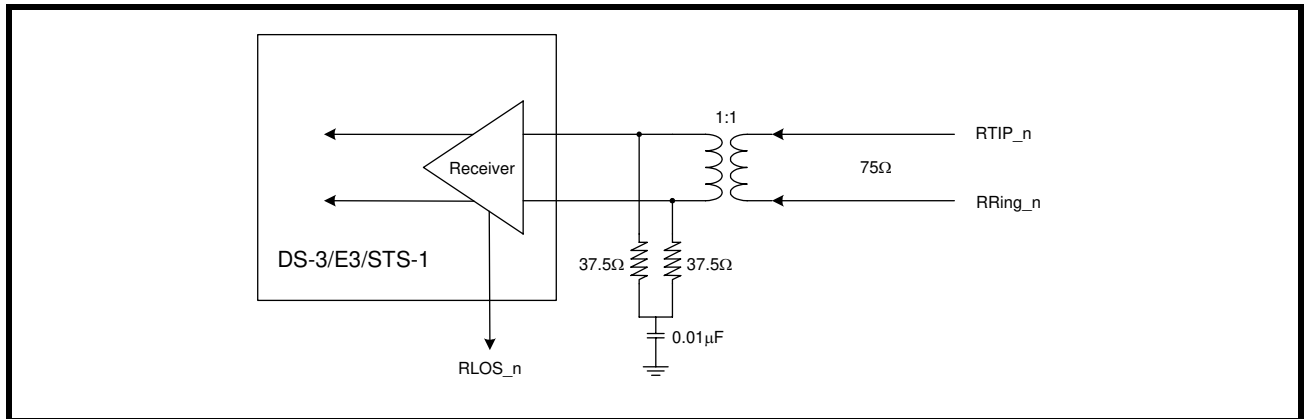 1:1
RTIP_n
Receiver
75Ω
RRing_n
DS-3/E3/STS-1
37.5Ω
37.5Ω
0.01μF
RLOS_n